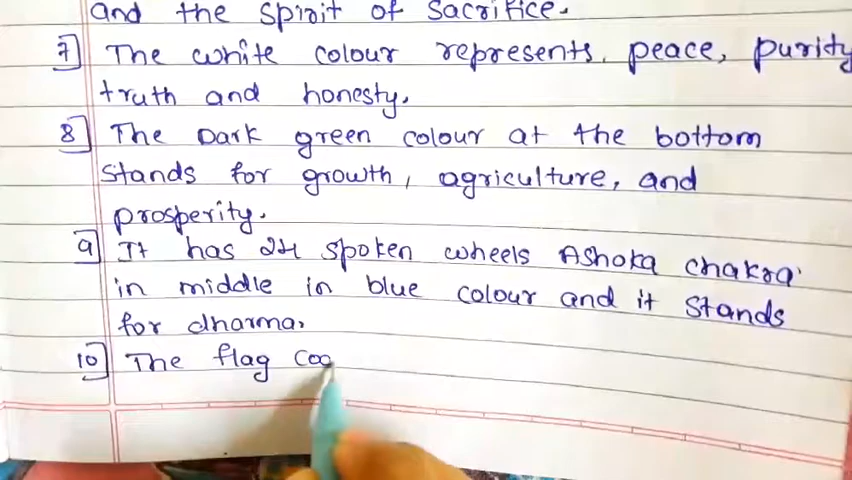 and the spirit of sacrifice.
7] The white colour represents, peace, purity
truth and honesty.
8] The Dark green colour at the bottom
stands for growth, agriculture, and
prosperity.
9] It has 24 spoken wheels Ashoka chakra
in middle in blue colour and it stands
for dharma.
10] The flag